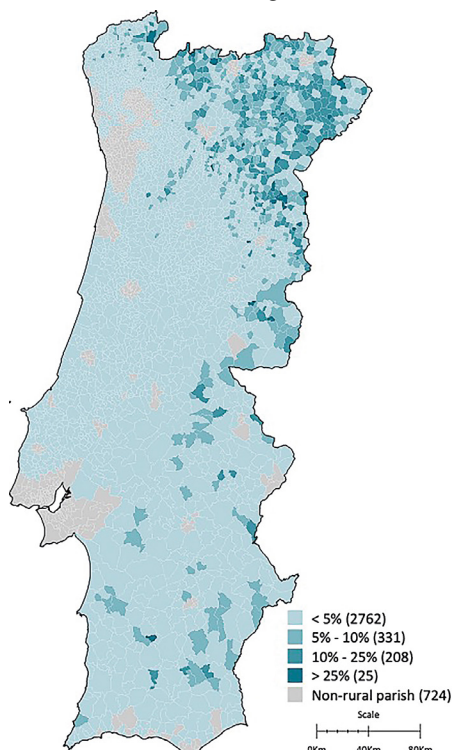 < 5% (2762)
5% - 10% (331)
10% - 25% (208)
> 25% (25)
Non-rural parish (724)
Scale
0Km 40Km 80Km